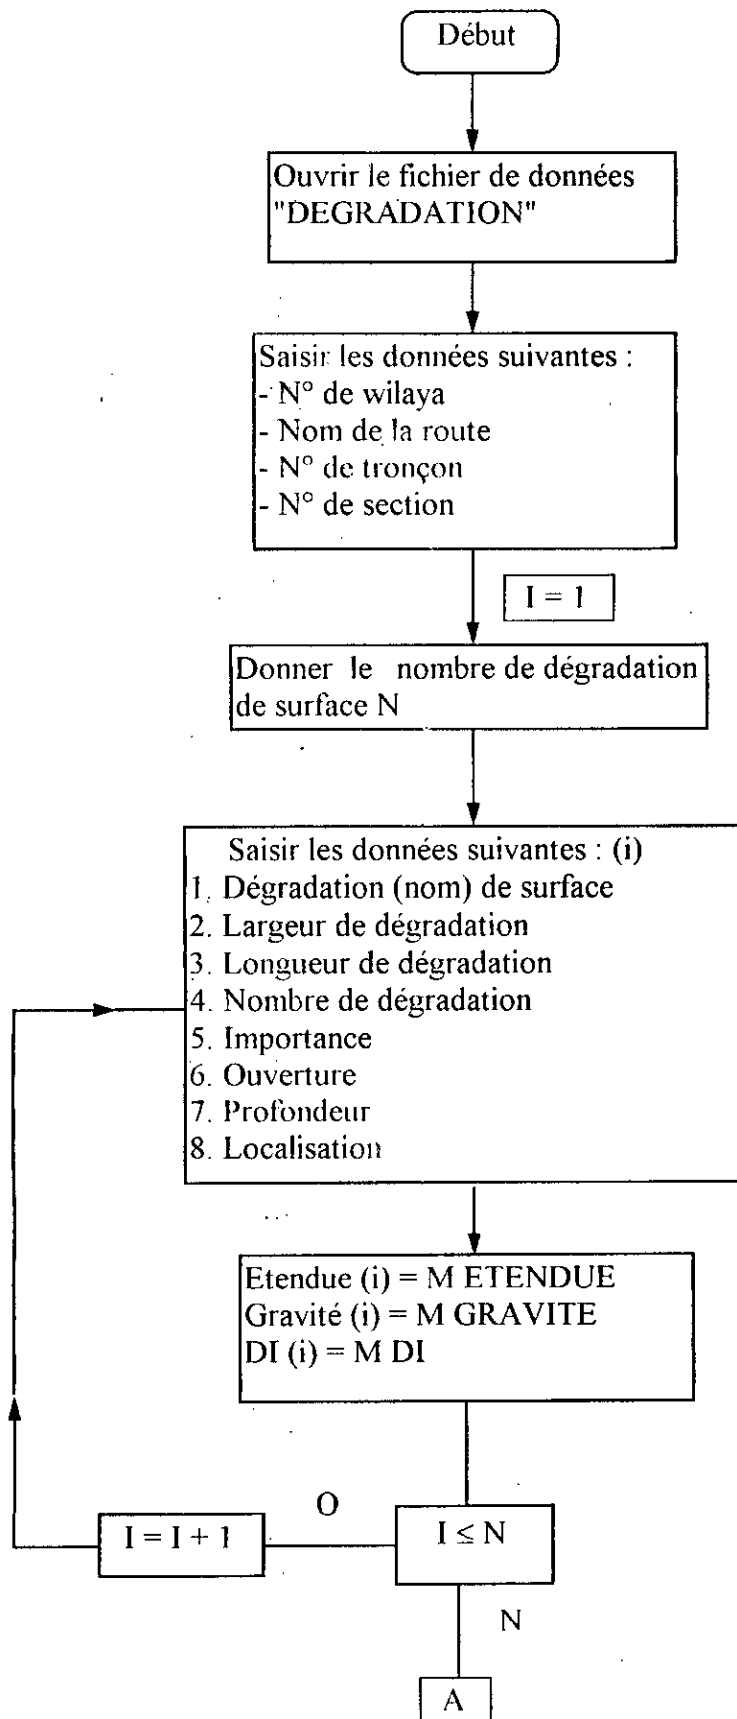 Début
Ouvrir le fichier de données
"DEGRADATION"
Saisir les données suivantes :
- N° de wilaya
- Nom de la route
- N° de tronçon
- N° de section
I = 1
Donner le nombre de dégradation
de surface N
Saisir les données suivantes : (i)
1. Dégradation (nom) de surface
2. Largeur de dégradation
3. Longueur de dégradation
4. Nombre de dégradation
5. Importance
6. Ouverture
7. Profondeur
8. Localisation
Etendue (i) = M ETENDUE
Gravité (i) = M GRAVITE
DI (i) = M DI
O
I = I + 1
I ≤ N
N
A